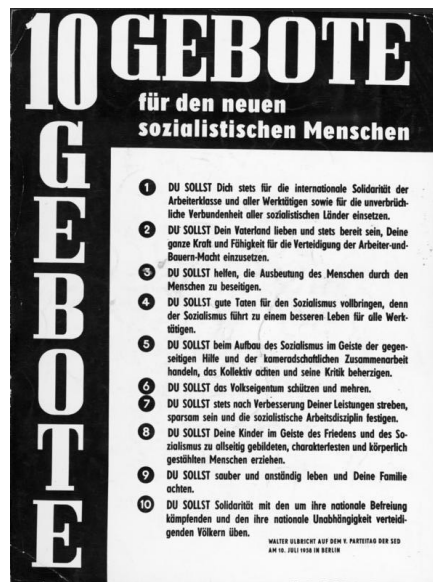 10 GEBOTE
für den neuen
sozialistischen Menschen
GEBOTE
1 DU SOLLST Dich stets für die internationale Solidarität der
Arbeiterklasse und aller Werktätigen sowie für die unverbrüch-
liche Verbundenheit aller sozialistischen Länder einsetzen.
2 DU SOLLST Dein Vaterland lieben und stets bereit sein, Deine
ganze Kraft und Fähigkeit für die Verteidigung der Arbeiter-und-
Bauern-Macht einzusetzen.
3 DU SOLLST helfen, die Ausbeutung des Menschen durch den
Menschen zu beseitigen.
4 DU SOLLST gute Taten für den Sozialismus vollbringen, denn
der Sozialismus führt zu einem besseren Leben für alle Werk-
tätigen.
5 DU SOLLST beim Aufbau des Sozialismus im Geiste der gegen-
seitigen Hilfe und der kameradschaftlichen Zusammenarbeit
handeln, das Kollektiv achten und seine Kritik beherzigen.
6 DU SOLLST das Volkseigentum schützen und mehren.
7 DU SOLLST stets nach Verbesserung Deiner Leistungen streben,
sparsam sein und die sozialistische Arbeitsdisziplin festigen.
8 DU SOLLST Deine Kinder im Geiste des Friedens und des So-
zialismus zu allseitig gebildeten, charakterfesten und körperlich
gestählten Menschen erziehen.
9 DU SOLLST sauber und anständig leben und Deine Familie
achten.
10 DU SOLLST Solidarität mit den um ihre nationale Befreiung
kämpfenden und den ihre nationale Unabhängigkeit verteidi-
genden Völkern üben.
WALTER ULBRICHT AUF DEM V. PARTEITAG DER SED
AM 10. JULI 1958 IN BERLIN